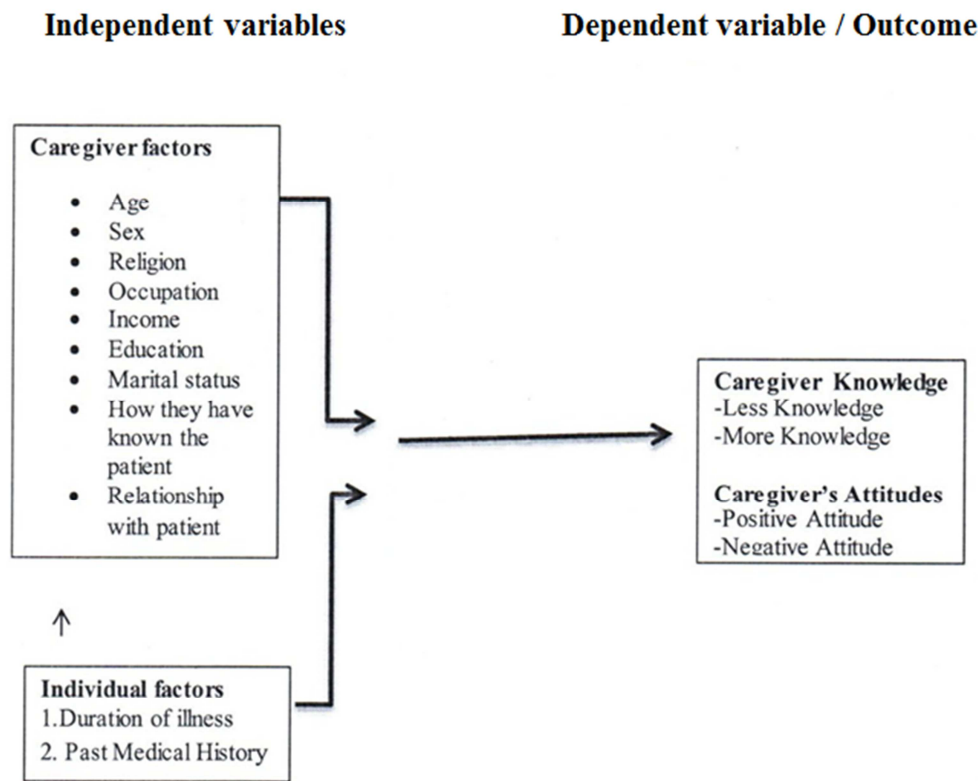 Independent variables
Dependent variable / Outcome
Caregiver factors
• Age
• Sex
• Religion
• Occupation
• Income
• Education
• Marital status
• How they have
known the
patient
• Relationship
with patient
Individual factors
1.Duration of illness
2. Past Medical History
Caregiver Knowledge
-Less Knowledge
-More Knowledge
Caregiver's Attitudes
-Positive Attitude
-Negative Attitude